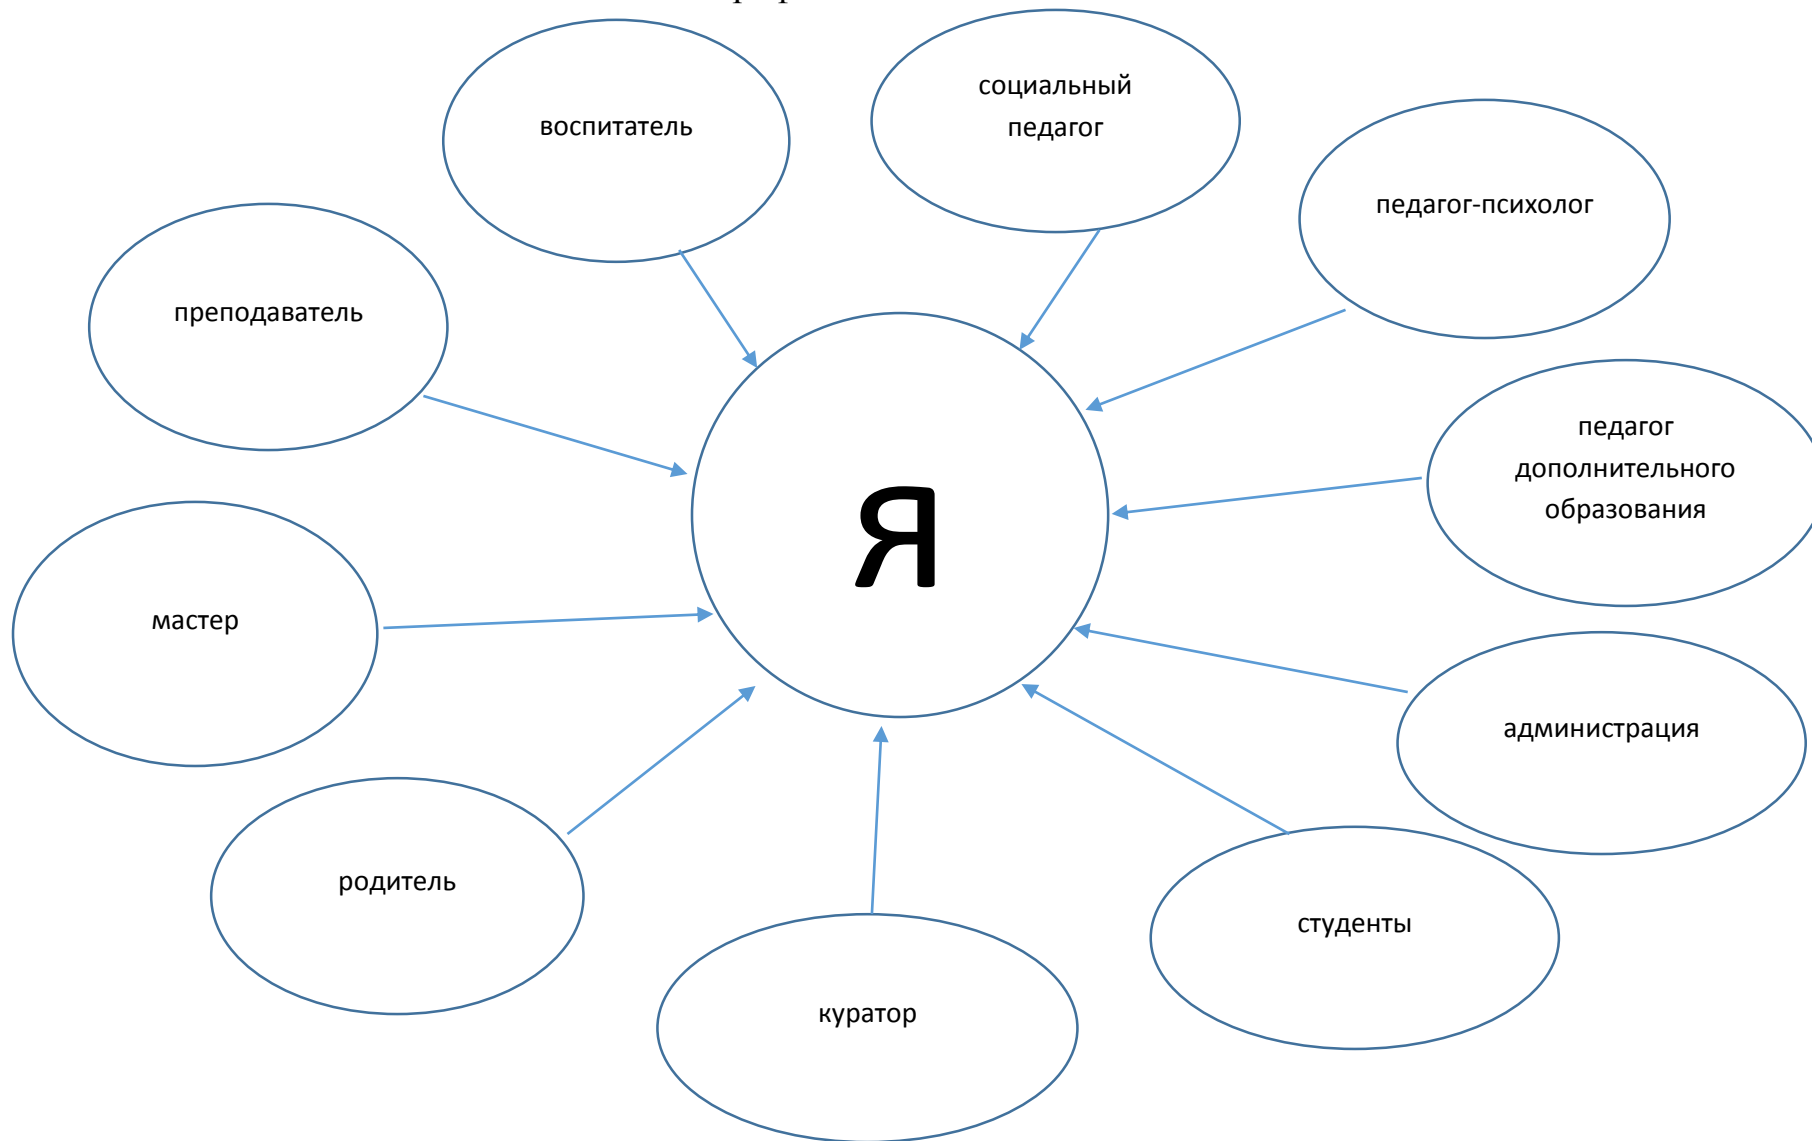 социальный
педагог
воспитатель
педагог-психолог
преподаватель
педагог
дополнительного
образования
я
мастер
администрация
родитель
студенты
куратор